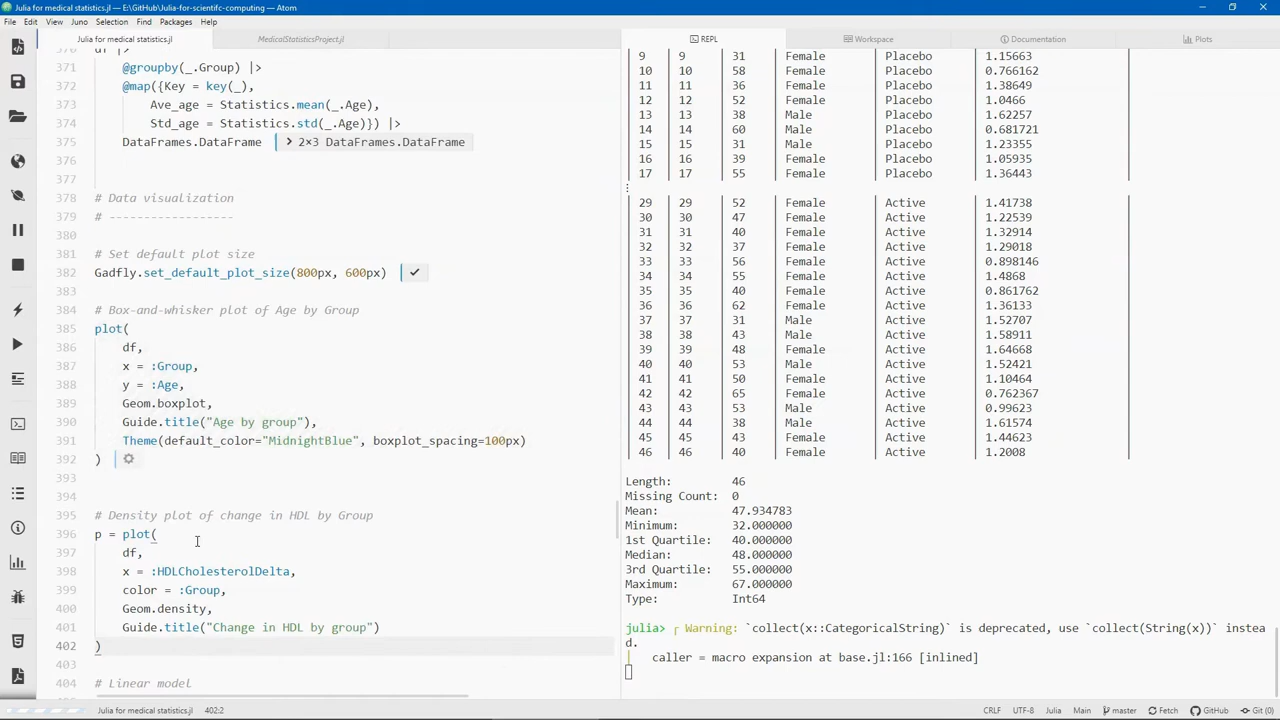 Julia for medical statistics.jl — E:\GitHub\Julia-for-scientifc-computing — Atom
File Edit View Juno Selection Find Packages Help
Julia for medical statistics.jl MedicalStatisticsProject.jl
370 df |>
371 @groupby(_.Group) |>
372 @map({Key = key(_),
373 Ave_age = Statistics.mean(_.Age),
374 Std_age = Statistics.std(_.Age)}) |>
375 DataFrames.DataFrame > 2×3 DataFrames.DataFrame
376
377
378 # Data visualization
379 # ------------------
380
381 # Set default plot size
382 Gadfly.set_default_plot_size(800px, 600px) ✓
383
384 # Box-and-whisker plot of Age by Group
385 plot(
386 df,
387 x = :Group,
388 y = :Age,
389 Geom.boxplot,
390 Guide.title("Age by group"),
391 Theme(default_color="MidnightBlue", boxplot_spacing=100px)
392 )
393
394
395 # Density plot of change in HDL by Group
396 p = plot(
397 df,
398 x = :HDLCholesterolDelta,
399 color = :Group,
400 Geom.density,
401 Guide.title("Change in HDL by group")
402 )
403
404 # Linear model
REPL Workspace Documentation Plots
9 | 9 | 31 | Female | Placebo | 1.15663 |
10 | 10 | 58 | Female | Placebo | 0.766162 |
11 | 11 | 36 | Female | Placebo | 1.38649 |
12 | 12 | 52 | Female | Placebo | 1.0466 |
13 | 13 | 38 | Male | Placebo | 1.62257 |
14 | 14 | 60 | Male | Placebo | 0.681721 |
15 | 15 | 31 | Male | Placebo | 1.23355 |
16 | 16 | 39 | Female | Placebo | 1.05935 |
17 | 17 | 55 | Female | Placebo | 1.36443 |
⋮
29 | 29 | 52 | Female | Active | 1.41738 |
30 | 30 | 47 | Female | Active | 1.22539 |
31 | 31 | 40 | Female | Active | 1.32914 |
32 | 32 | 37 | Female | Active | 1.29018 |
33 | 33 | 56 | Female | Active | 0.898146 |
34 | 34 | 55 | Female | Active | 1.4868 |
35 | 35 | 40 | Female | Active | 0.861762 |
36 | 36 | 62 | Female | Active | 1.36133 |
37 | 37 | 31 | Male | Active | 1.52707 |
38 | 38 | 43 | Male | Active | 1.58911 |
39 | 39 | 48 | Female | Active | 1.64668 |
40 | 40 | 53 | Male | Active | 1.52421 |
41 | 41 | 50 | Female | Active | 1.10464 |
42 | 42 | 65 | Female | Active | 0.762367 |
43 | 43 | 53 | Male | Active | 0.99623 |
44 | 44 | 38 | Male | Active | 1.61574 |
45 | 45 | 43 | Female | Active | 1.44623 |
46 | 46 | 40 | Female | Active | 1.2008 |
Length: 46
Missing Count: 0
Mean: 47.934783
Minimum: 32.000000
1st Quartile: 40.000000
Median: 48.000000
3rd Quartile: 55.000000
Maximum: 67.000000
Type: Int64
julia> ┌ Warning: `collect(x::CategoricalString)` is deprecated, use `collect(String(x))` instea
d.
│ caller = macro expansion at base.jl:166 [inlined]
Julia for medical statistics.jl 402:2 CRLF UTF-8 Julia Main master Fetch GitHub Git (0)